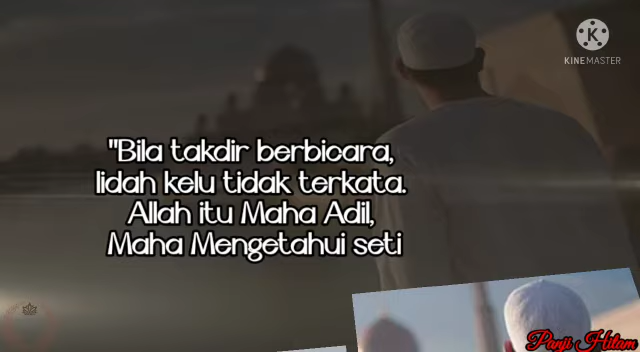 KINEMASTER
"Bila takdir berbicara,
lidah kelu tidak terkata.
Allah itu Maha Adil,
Maha Mengetahui seti
Panji Hitam